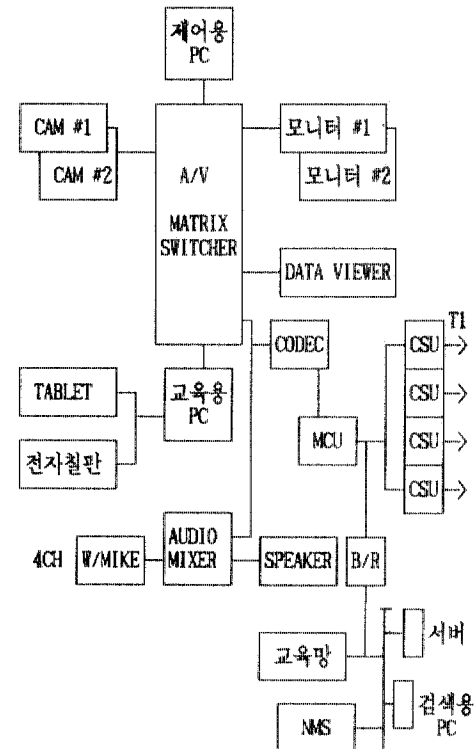 제어용
PC
CAM #1
CAM #2
A/V
MATRIX
SWITCHER
모니터 #1
모니터 #2
DATA VIEWER
T1
CODEC
CSU
CSU
CSU
CSU
MCU
TABLET
전자칠판
교육용
PC
4CH
W/MIKE
AUDIO
MIXER
SPEAKER
B/R
교육망
서버
검색용
PC
NMS